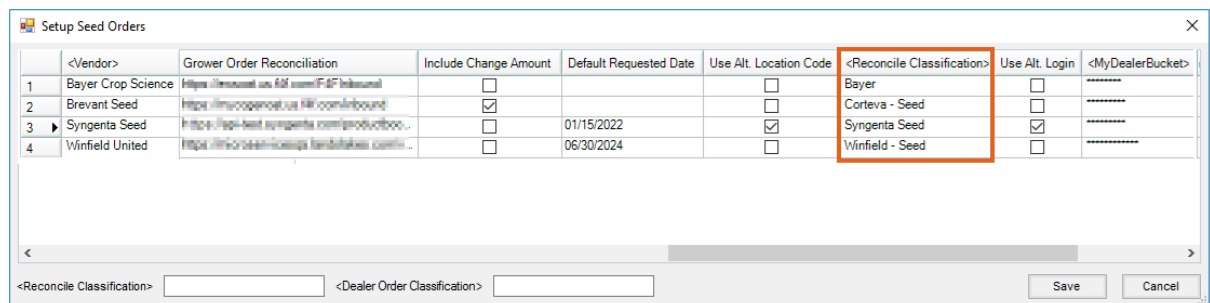 Setup Seed Orders
<Vendor> Grower Order Reconciliation Include Change Amount Default Requested Date Use Alt. Location Code <Reconcile Classification> Use Alt. Login <MyDealerBucket>
1 Bayer Crop Science Bayer ********
2 Brevant Seed Corteva - Seed *********
3 Syngenta Seed 01/15/2022 Syngenta Seed *********
4 Winfield United 06/30/2024 Winfield - Seed ************
<Reconcile Classification> <Dealer Order Classification> Save Cancel